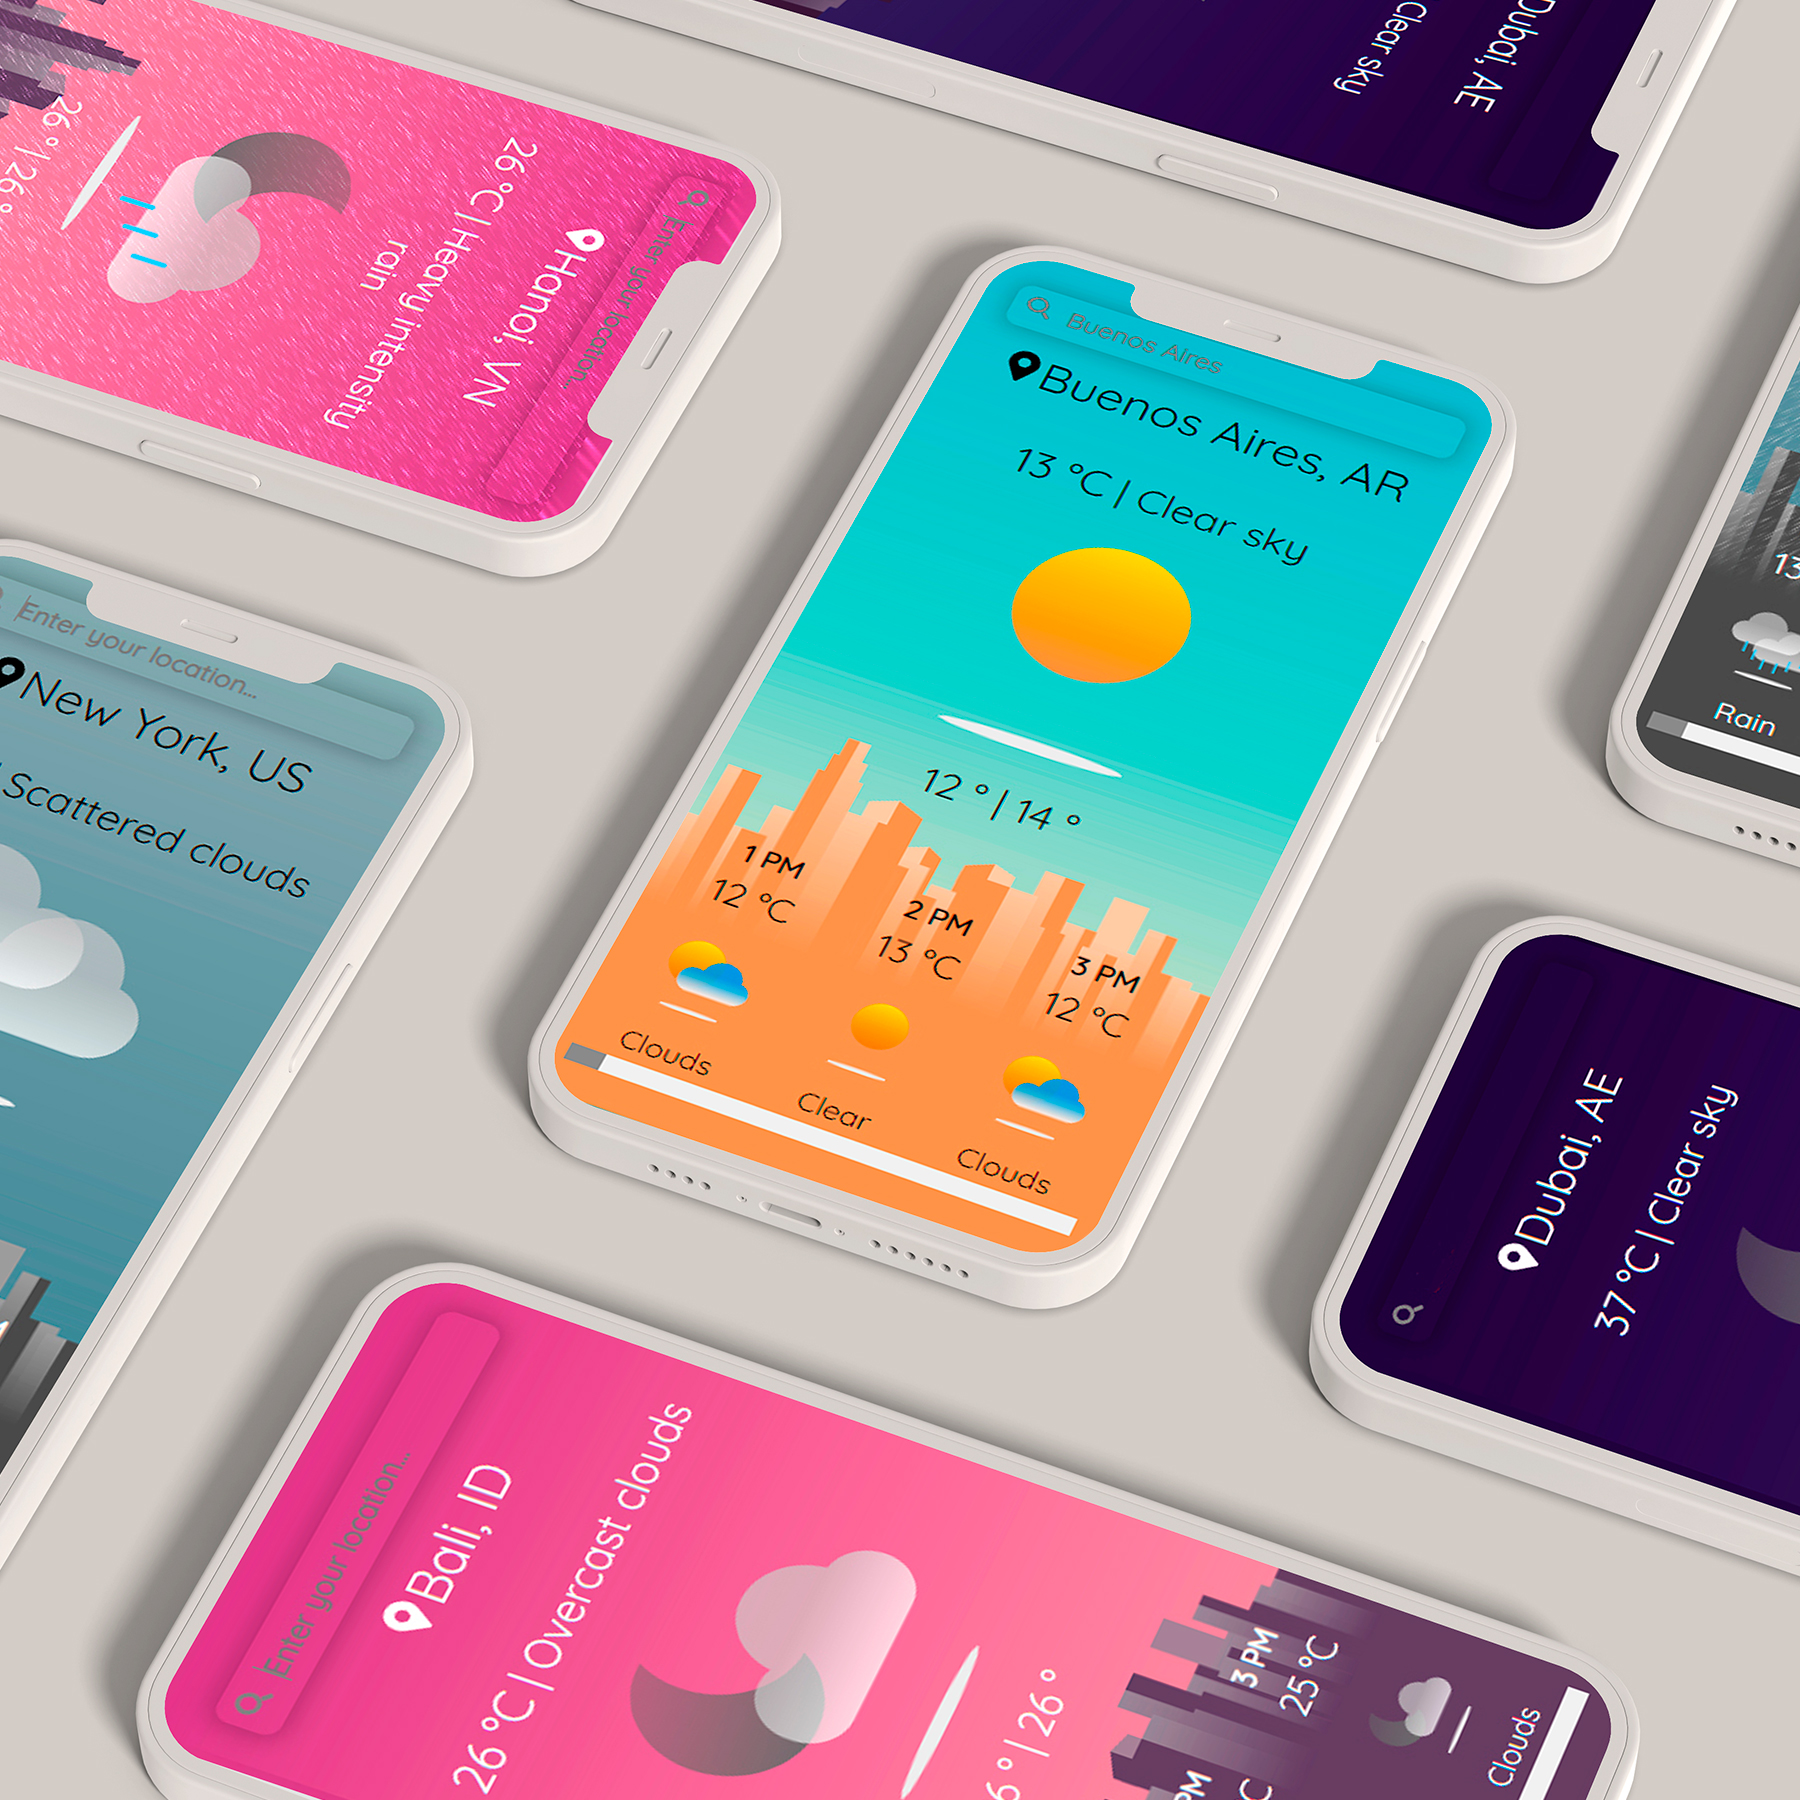 Dubai, AE
Clear sky
Enter your location...
Hanoi, VN
26 °C | Heavy intensity
rain
26 ° | 26 °
Buenos Aires
Buenos Aires, AR
13 °C | Clear sky
12 ° | 14 °
1 PM
12 °C
Clouds
2 PM
13 °C
Clear
3 PM
12 °C
Clouds
Enter your location...
New York, US
| Scattered clouds
13
Rain
Dubai, AE
37 °C | Clear sky
Enter your location...
Bali, ID
26 °C | Overcast clouds
6 ° | 26 °
3 PM
25 °C
Clouds
PM
C